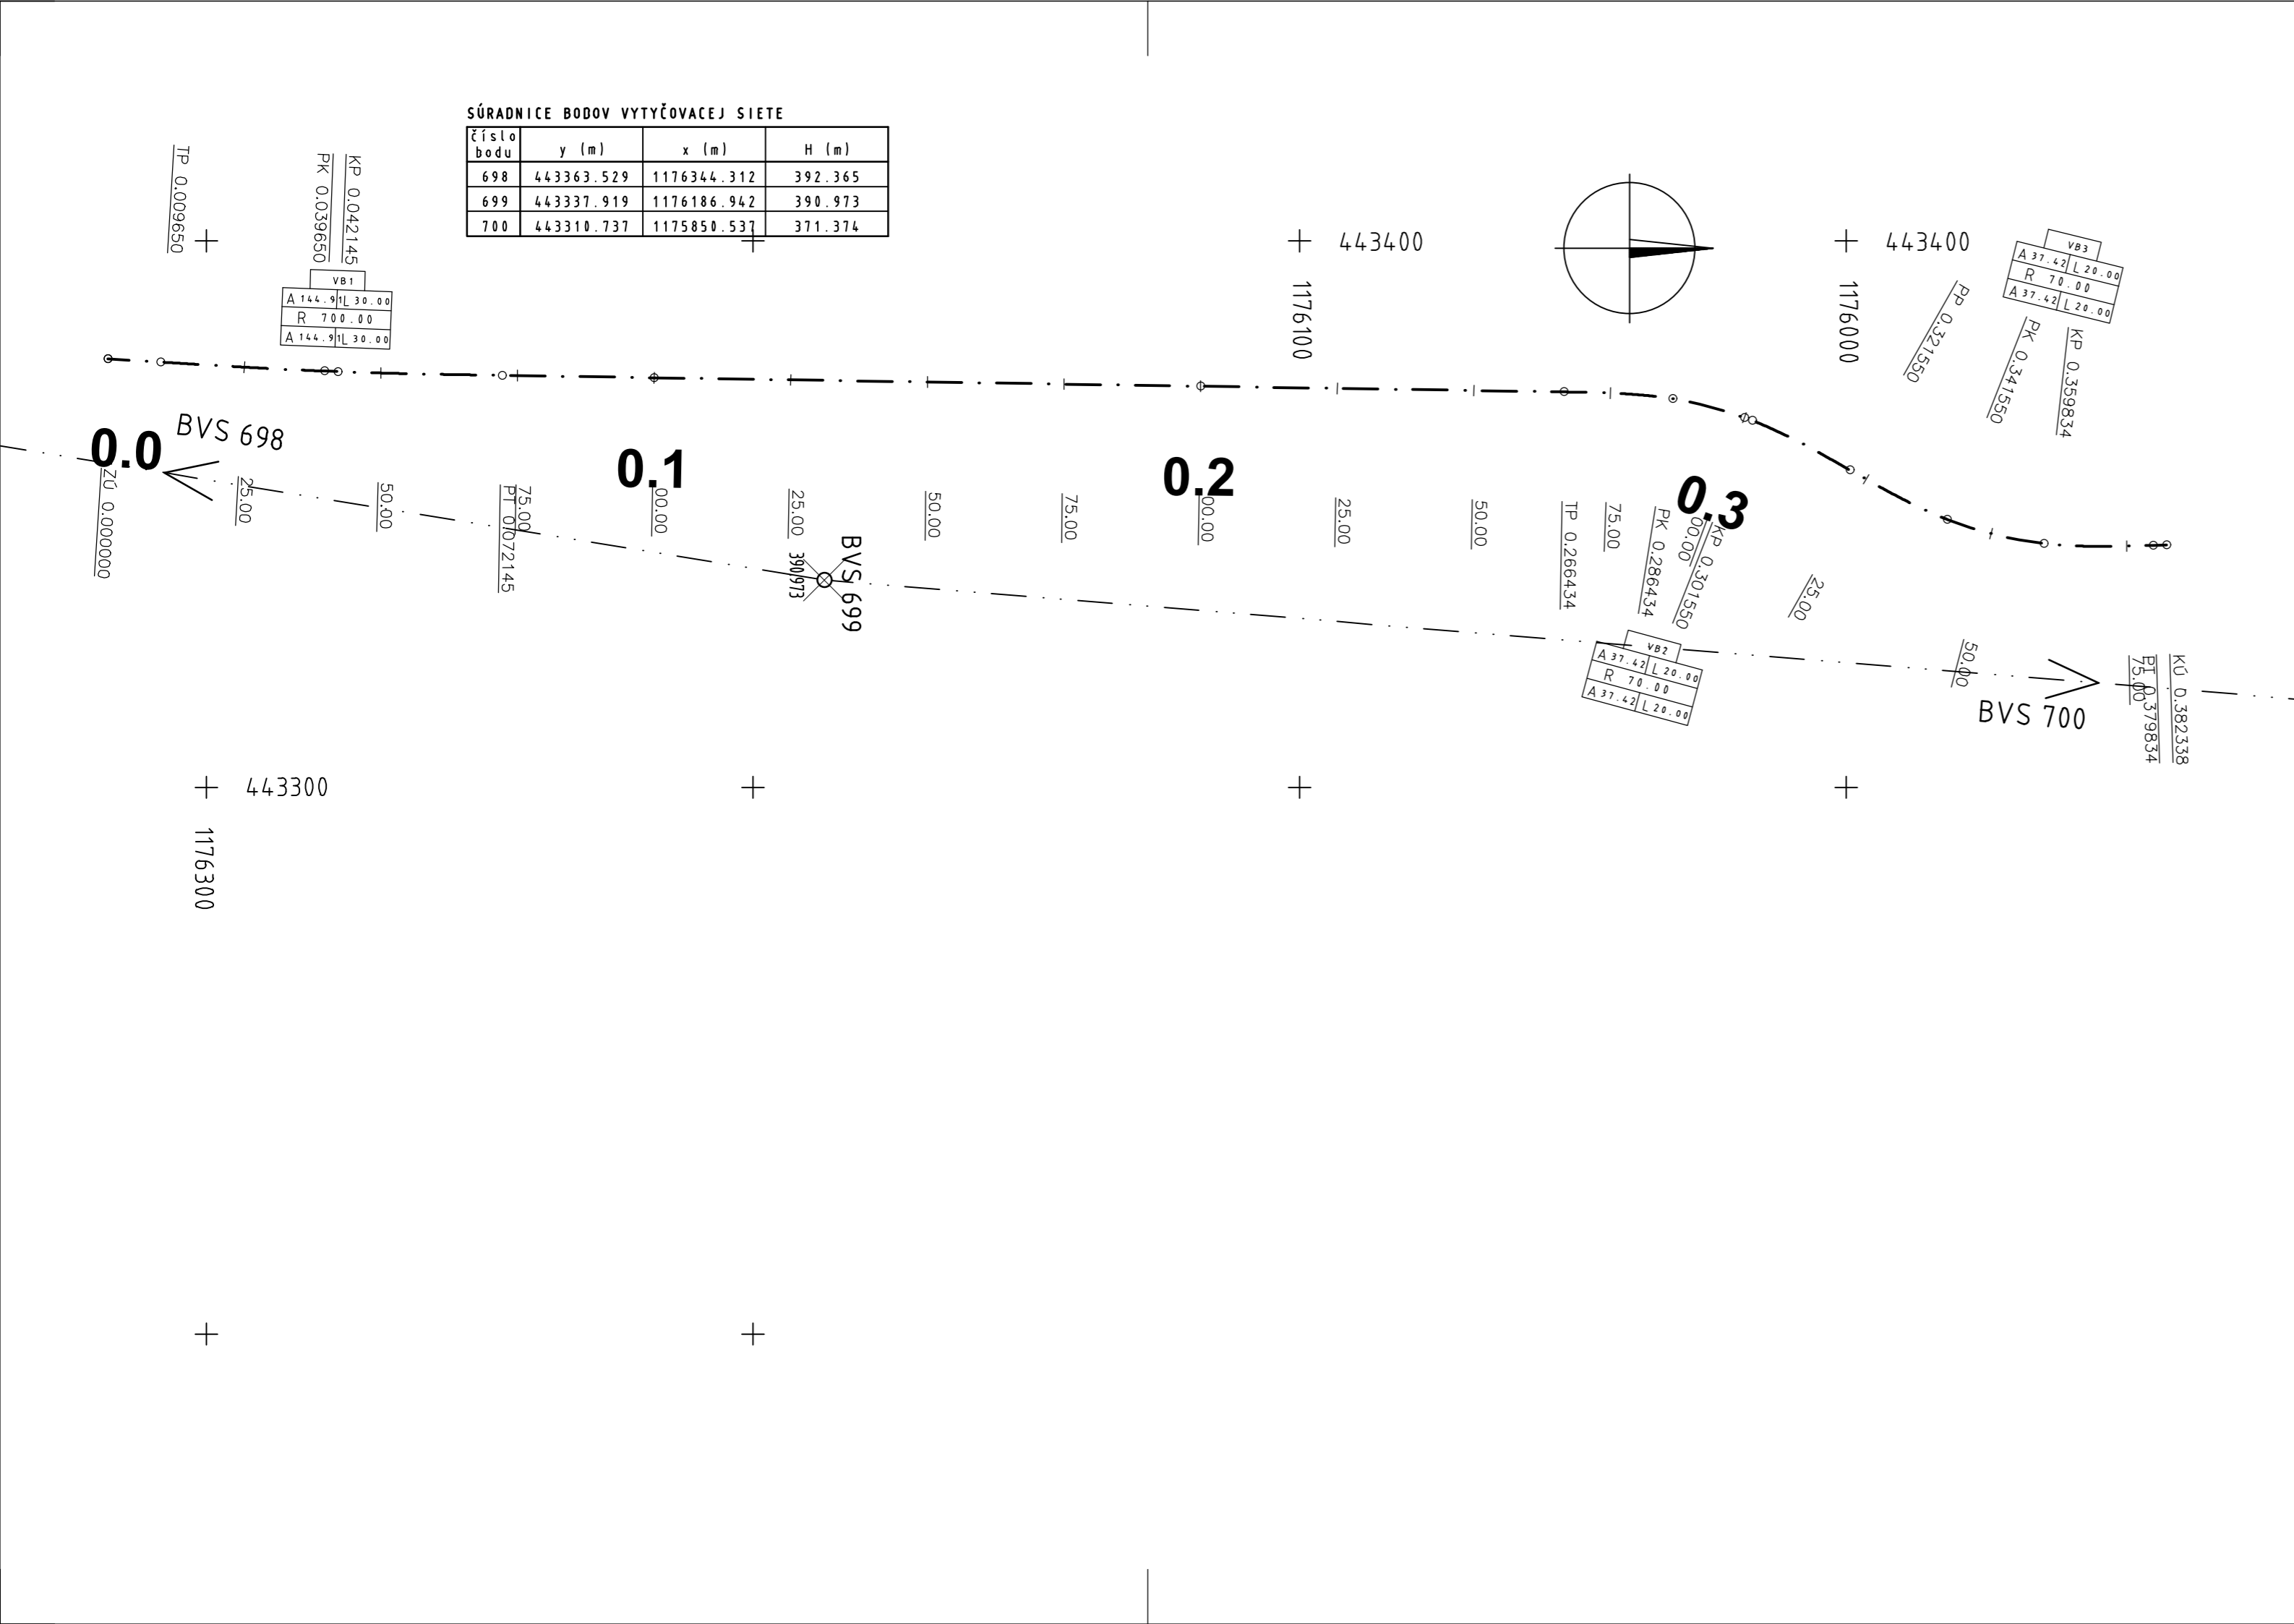 SÚRADNICE BODOV VYTYČOVACEJ SIETE
číslo bodu y (m) x (m) H (m)
698 443363.529 1176344.312 392.365
699 443337.919 1176186.942 390.973
700 443310.737 1175850.537 371.374
TP 0.009650
PK 0.039650
KP 0.042145
VB1
A 144.91 L 30.00
R 700.00
A 144.91 L 30.00
443400
1176100
443400
1176000
VB3
A 37.42 L 20.00
R 70.00
A 37.42 L 20.00
PP 0.321550
PK 0.341550
KP 0.359834
0.0
BVS 698
0.1
0.2
0.3
ZÚ 0.000000
25.00
50.00
PT 0.072145
75.00
00.00
25.00
390.973
BVS 699
50.00
75.00
00.00
25.00
50.00
TP 0.266434
75.00
PK 0.286434
00.00
KP 0.301550
25.00
VB2
A 37.42 L 20.00
R 70.00
A 37.42 L 20.00
50.00
BVS 700
75.00
PT 0.379834
KÚ 0.382338
443300
1176300